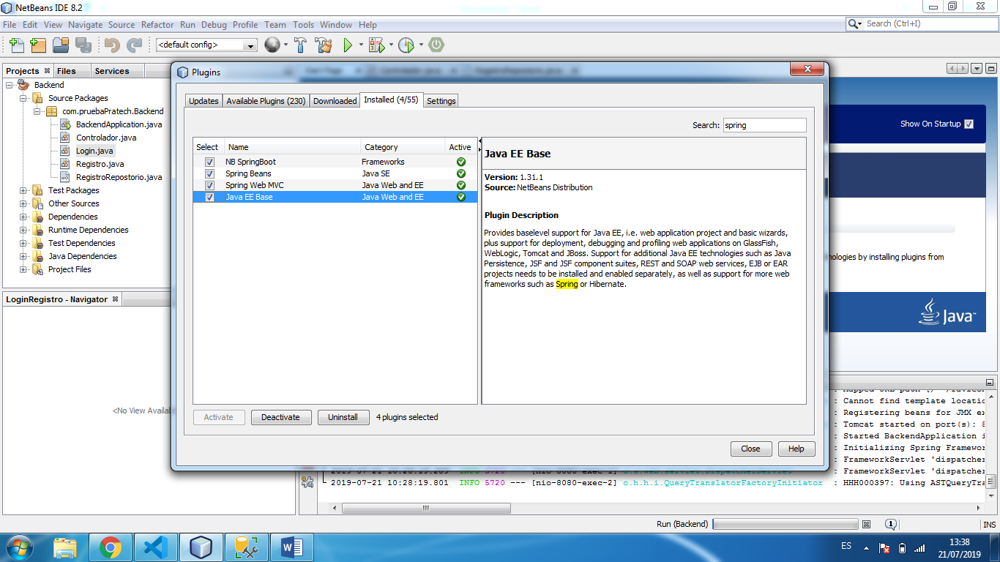 NetBeans IDE 8.2
File Edit View Navigate Source Refactor Run Debug Profile Team Tools Window Help
Search (Ctrl+I)
<default config>
Projects Files Services
Backend
Source Packages
com.pruebaPratech.Backend
BackendApplication.java
Controlador.java
Login.java
Registro.java
RegistroRepostorio.java
Test Packages
Other Sources
Dependencies
Runtime Dependencies
Test Dependencies
Java Dependencies
Project Files
LoginRegistro - Navigator
<No View Availab
Plugins
Updates Available Plugins (230) Downloaded Installed (4/55) Settings
Search: spring
Select Name Category Active
NB SpringBoot Frameworks
Spring Beans Java SE
Spring Web MVC Java Web and EE
Java EE Base Java Web and EE
Java EE Base
Version: 1.31.1
Source: NetBeans Distribution
Plugin Description
Provides baselevel support for Java EE, i.e. web application project and basic wizards,
plus support for deployment, debugging and profiling web applications on GlassFish,
WebLogic, Tomcat and JBoss. Support for additional Java EE technologies such as Java
Persistence, JSF and JSF component suites, REST and SOAP web services, EJB or EAR
projects needs to be installed and enabled separately, as well as support for more web
frameworks such as Spring or Hibernate.
Activate Deactivate Uninstall 4 plugins selected
Close Help
Show On Startup
nologies by installing plugins from
Java™
: Cannot find template locatio
: Registering beans for JMX ex
: Tomcat started on port(s): 8
: Started BackendApplication i
: Initializing Spring Framewor
: FrameworkServlet 'dispatcher
: FrameworkServlet 'dispatcher
2019-07-21 10:28:19.801 INFO 5720 --- [nio-8080-exec-2] o.h.h.i.QueryTranslatorFactoryInitiator : HHH000397: Using ASTQueryTra
Run (Backend) 1 INS
ES
13:38
21/07/2019